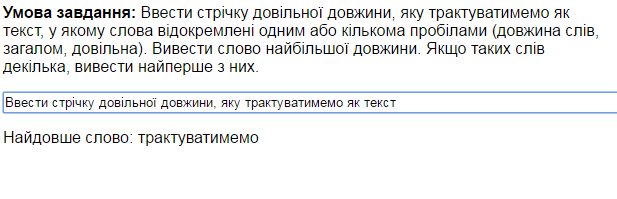 Умова завдання: Ввести стрічку довільної довжини, яку трактуватимемо як
текст, у якому слова відокремлені одним або кількома пробілами (довжина слів,
загалом, довільна). Вивести слово найбільшої довжини. Якщо таких слів
декілька, вивести найперше з них.
Ввести стрічку довільної довжини, яку трактуватимемо як текст
Найдовше слово: трактуватимемо